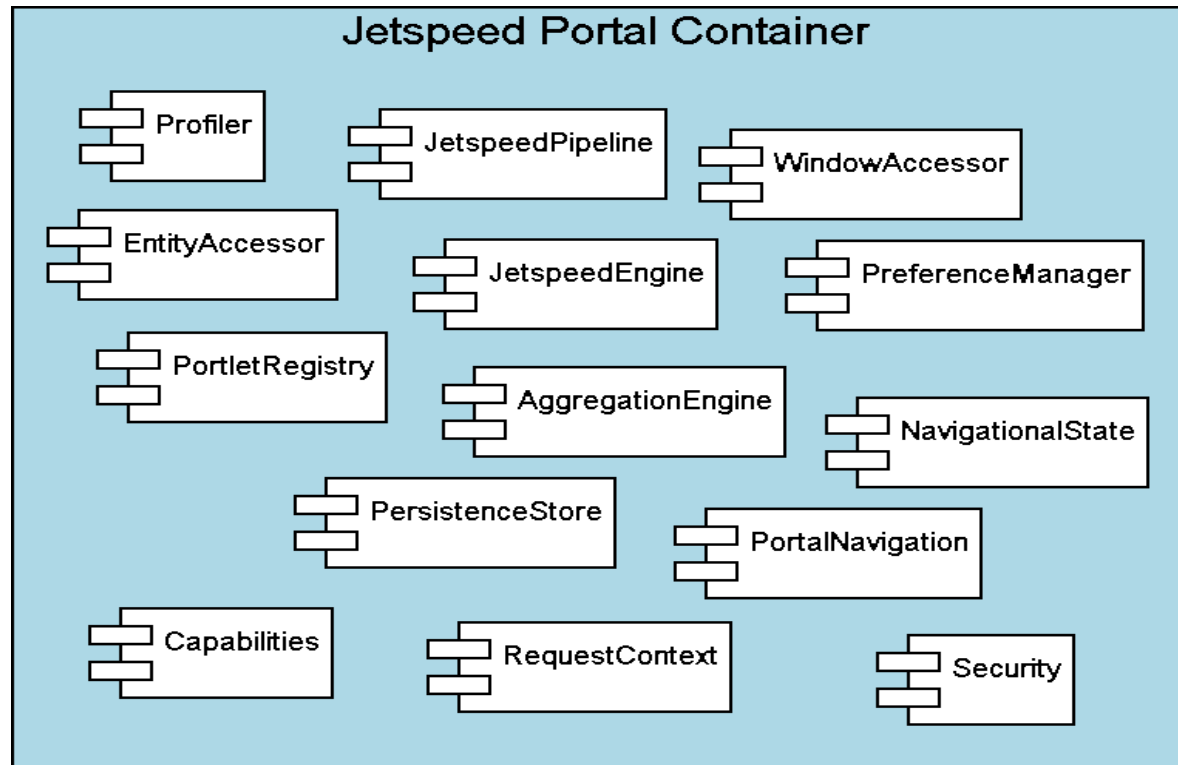 Jetspeed Portal Container
Profiler
JetspeedPipeline
WindowAccessor
EntityAccessor
JetspeedEngine
PreferenceManager
PortletRegistry
AggregationEngine
NavigationalState
PersistenceStore
PortalNavigation
Capabilities
RequestContext
Security